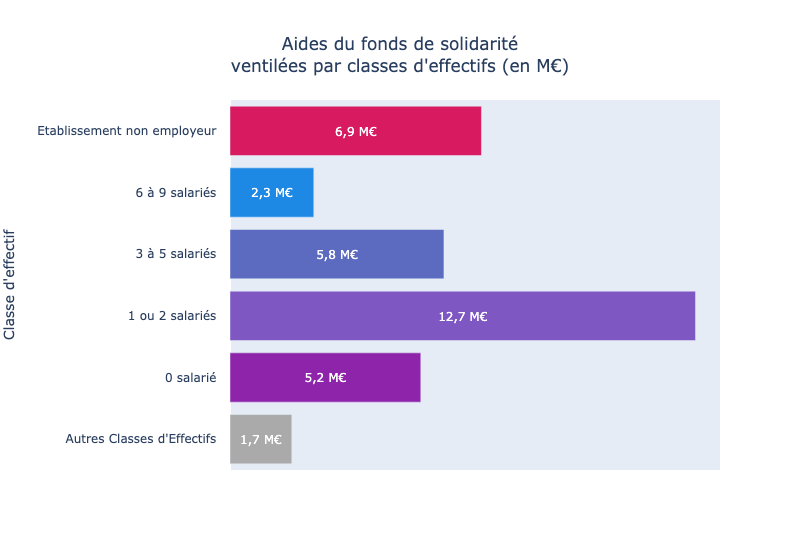 Aides du fonds de solidarité
ventilées par classes d'effectifs (en M€)
Classe d'effectif
Etablissement non employeur
6,9 M€
6 à 9 salariés
2,3 M€
3 à 5 salariés
5,8 M€
1 ou 2 salariés
12,7 M€
0 salarié
5,2 M€
Autres Classes d'Effectifs
1,7 M€